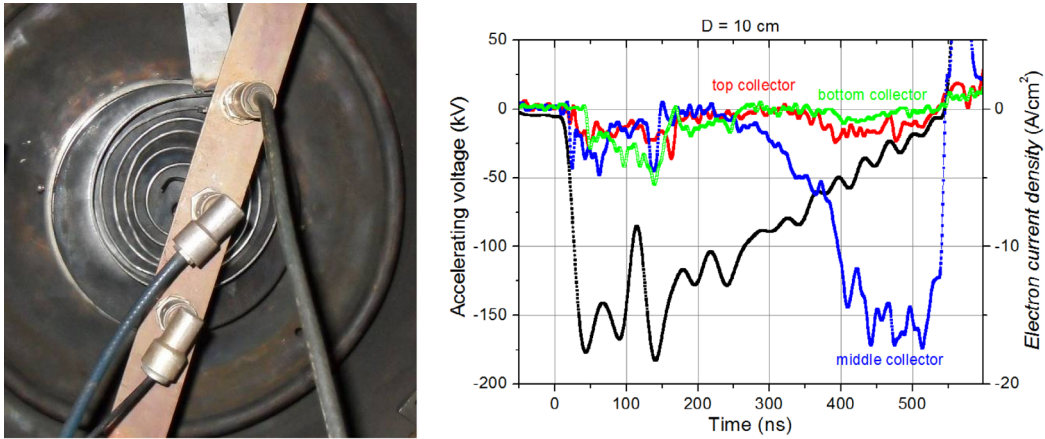 D = 10 cm
50
0
-50
-100
-150
-200
0
-10
-20
0
100
200
300
400
500
Accelerating voltage (kV)
Electron current density (A/cm²)
Time (ns)
top collector
bottom collector
middle collector